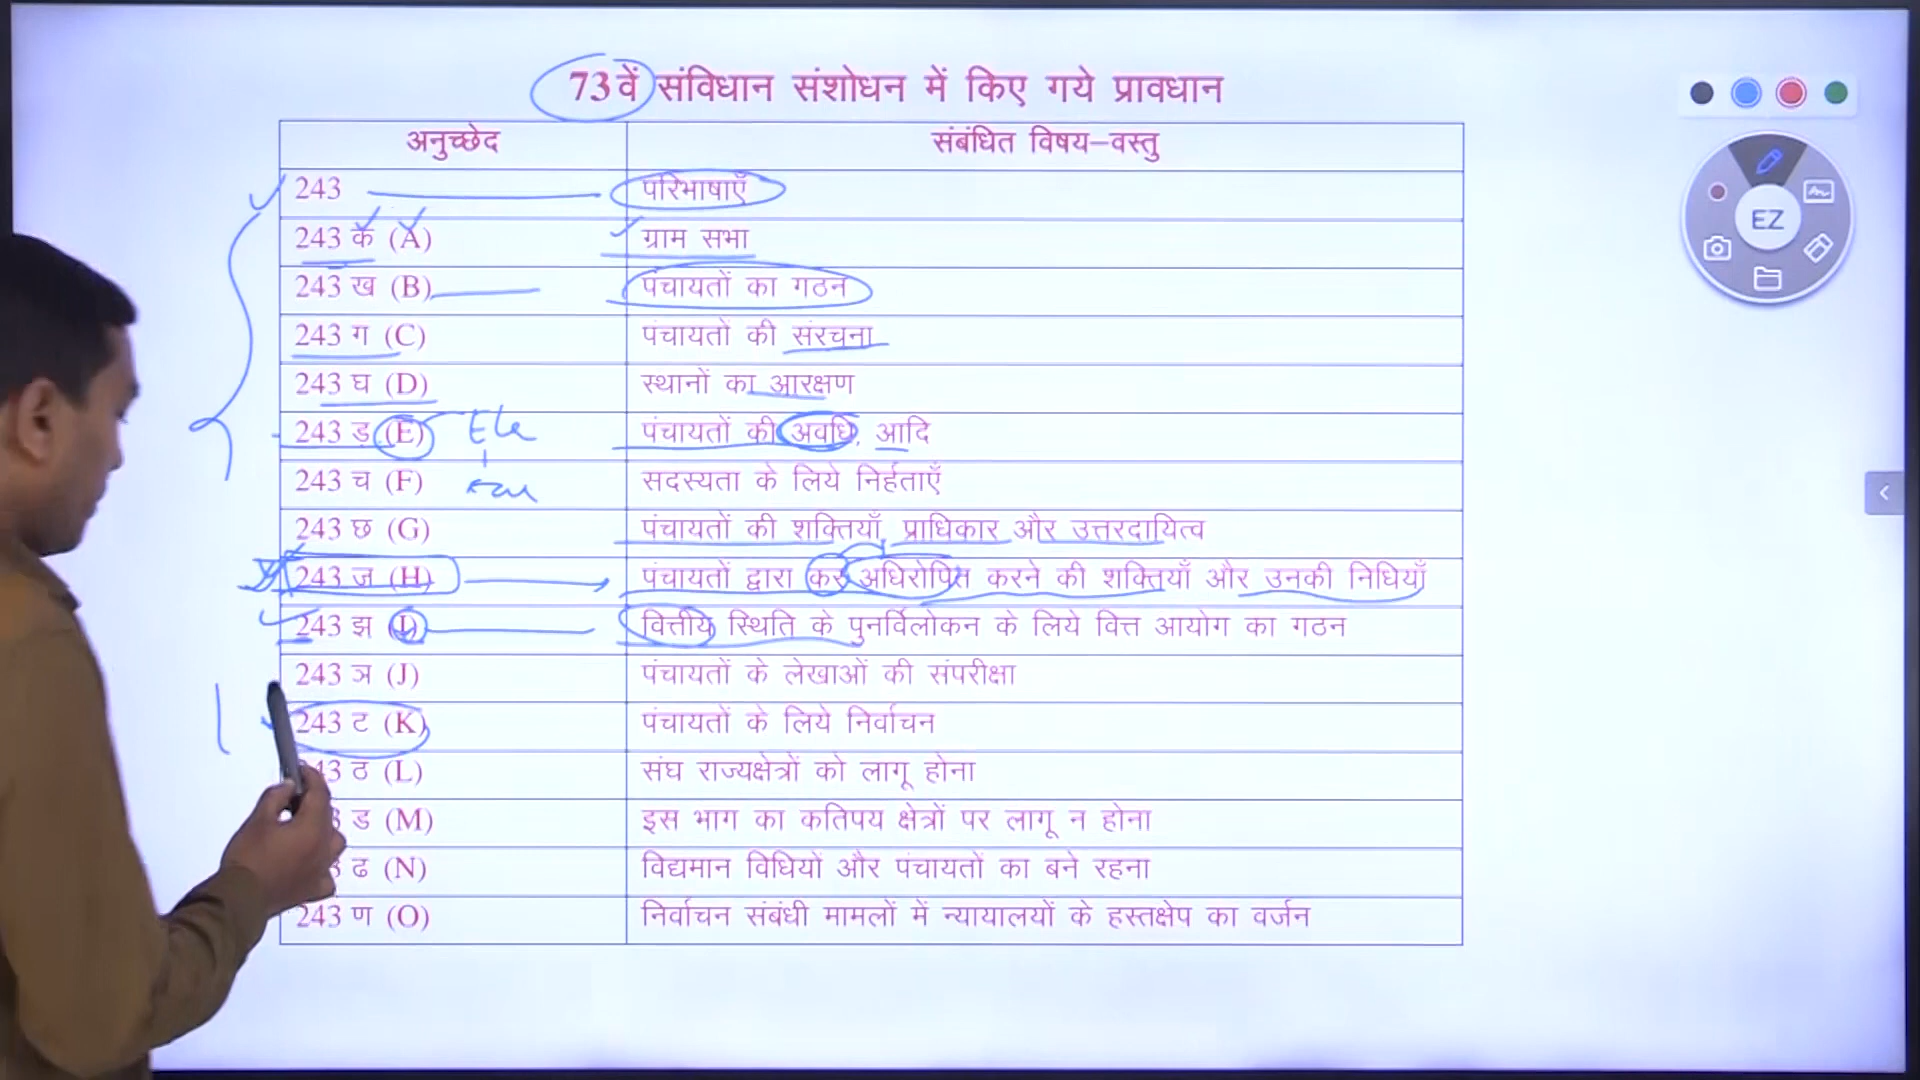 73वें संविधान संशोधन में किए गये प्रावधान
अनुच्छेद संबंधित विषय–वस्तु
243 परिभाषाएँ
243 क (A) ग्राम सभा
243 ख (B) पंचायतों का गठन
243 ग (C) पंचायतों की संरचना
243 घ (D) स्थानों का आरक्षण
243 ड़ (E) पंचायतों की अवधि, आदि
243 च (F) सदस्यता के लिये निर्हताएँ
243 छ (G) पंचायतों की शक्तियाँ, प्राधिकार और उत्तरदायित्व
243 ज (H) पंचायतों द्वारा कर अधिरोपित करने की शक्तियाँ और उनकी निधियाँ
243 झ (I) वित्तीय स्थिति के पुनर्विलोकन के लिये वित्त आयोग का गठन
243 ञ (J) पंचायतों के लेखाओं की संपरीक्षा
243 ट (K) पंचायतों के लिये निर्वाचन
3 ठ (L) संघ राज्यक्षेत्रों को लागू होना
ड (M) इस भाग का कतिपय क्षेत्रों पर लागू न होना
ढ (N) विद्यमान विधियों और पंचायतों का बने रहना
243 ण (O) निर्वाचन संबंधी मामलों में न्यायालयों के हस्तक्षेप का वर्जन
EZ